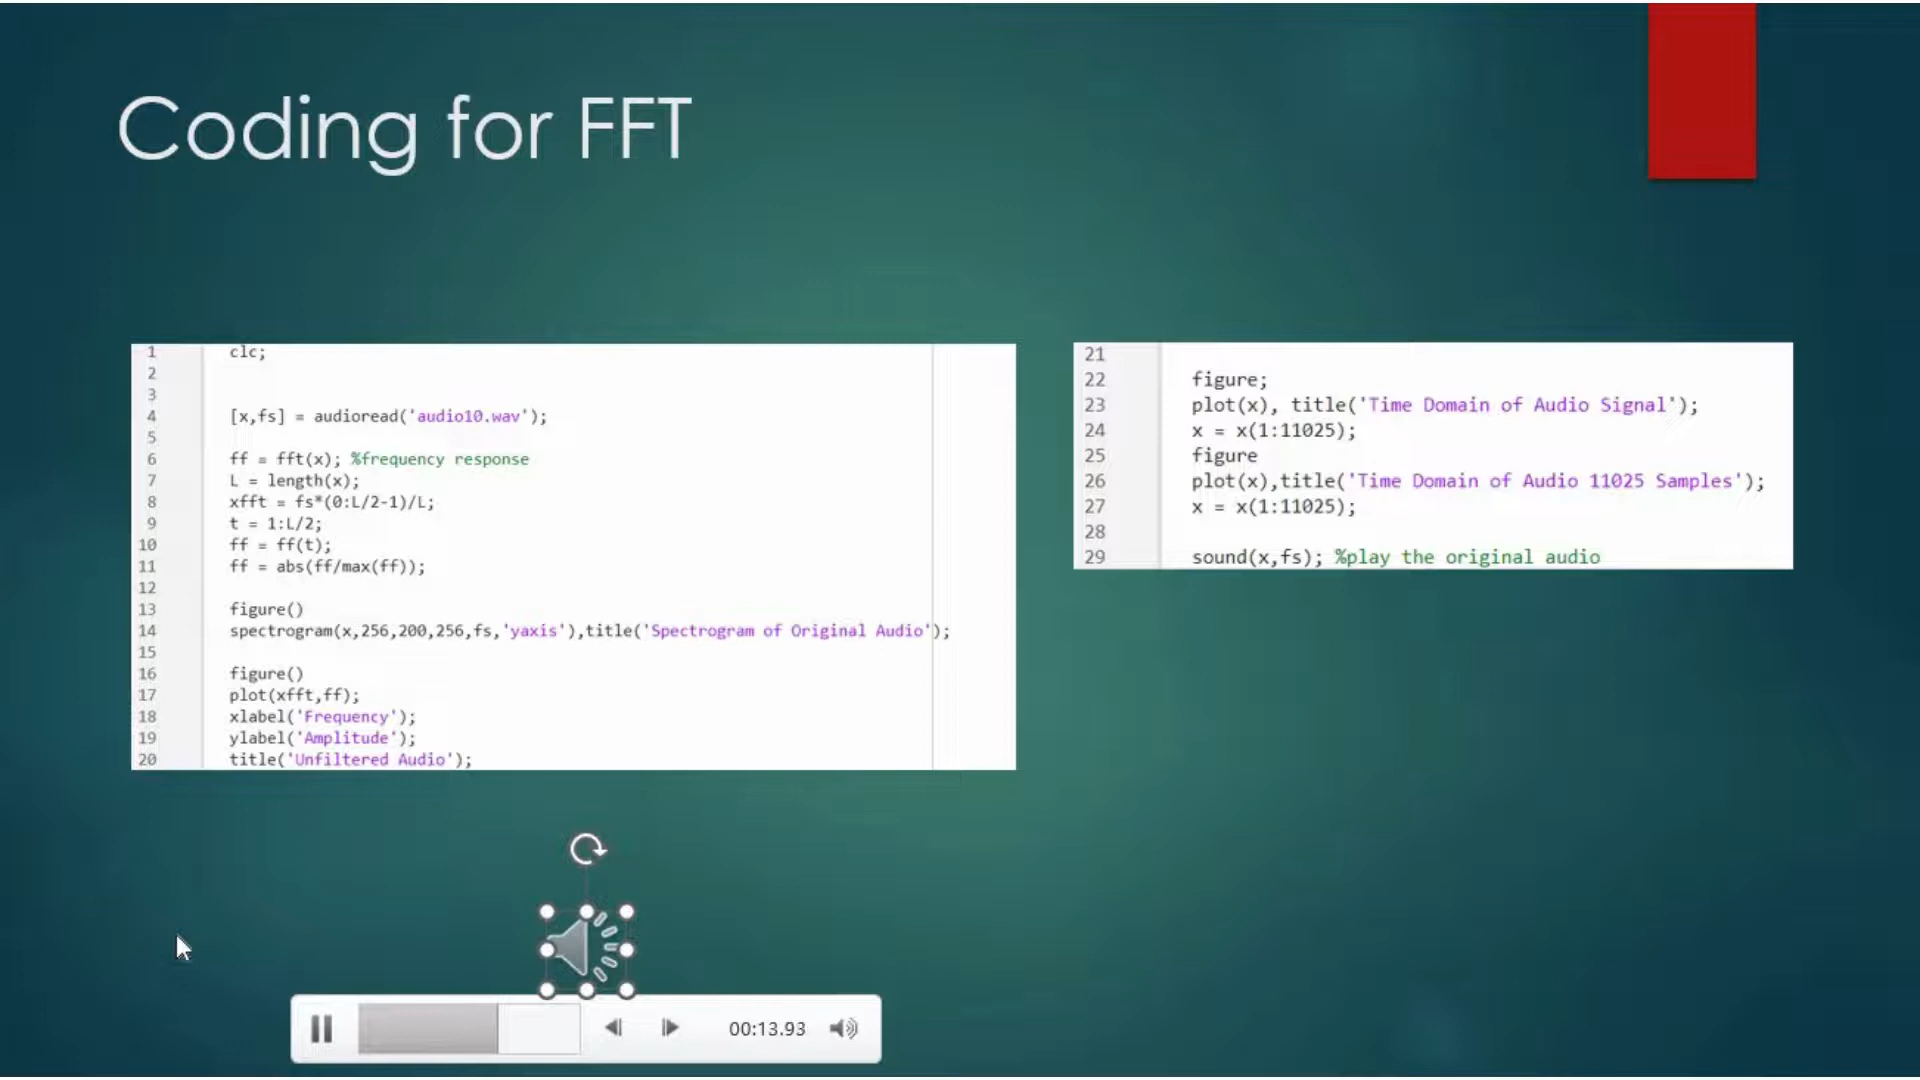 Coding for FFT
1 clc;
2
3
4 [x,fs] = audioread('audio10.wav');
5
6 ff = fft(x); %frequency response
7 L = length(x);
8 xfft = fs*(0:L/2-1)/L;
9 t = 1:L/2;
10 ff = ff(t);
11 ff = abs(ff/max(ff));
12
13 figure()
14 spectrogram(x,256,200,256,fs,'yaxis'),title('Spectrogram of Original Audio');
15
16 figure()
17 plot(xfft,ff);
18 xlabel('Frequency');
19 ylabel('Amplitude');
20 title('Unfiltered Audio');
21
22 figure;
23 plot(x), title('Time Domain of Audio Signal');
24 x = x(1:11025);
25 figure
26 plot(x),title('Time Domain of Audio 11025 Samples');
27 x = x(1:11025);
28
29 sound(x,fs); %play the original audio
00:13.93